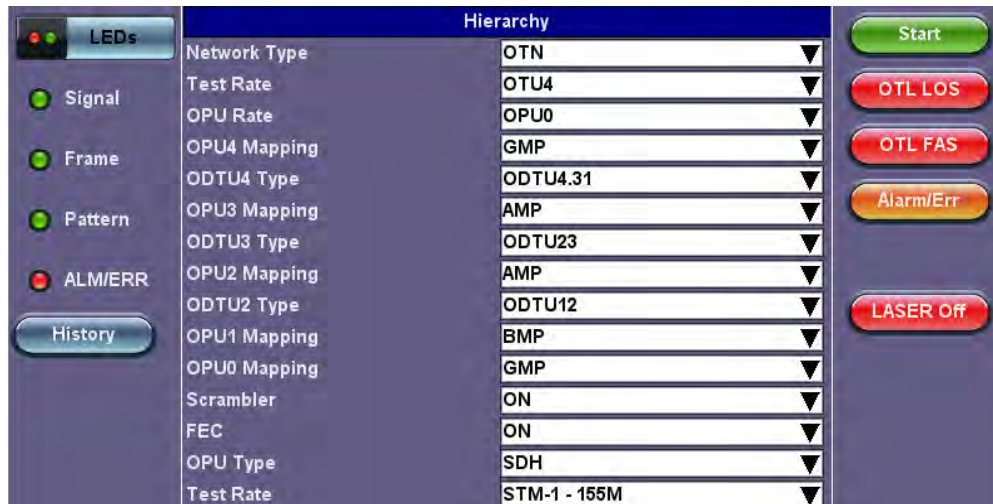 LEDs
Signal
Frame
Pattern
ALM/ERR
History
Hierarchy
Network Type OTN
Test Rate OTU4
OPU Rate OPU0
OPU4 Mapping GMP
ODTU4 Type ODTU4.31
OPU3 Mapping AMP
ODTU3 Type ODTU23
OPU2 Mapping AMP
ODTU2 Type ODTU12
OPU1 Mapping BMP
OPU0 Mapping GMP
Scrambler ON
FEC ON
OPU Type SDH
Test Rate STM-1 - 155M
Start
OTL LOS
OTL FAS
Alarm/Err
LASER Off